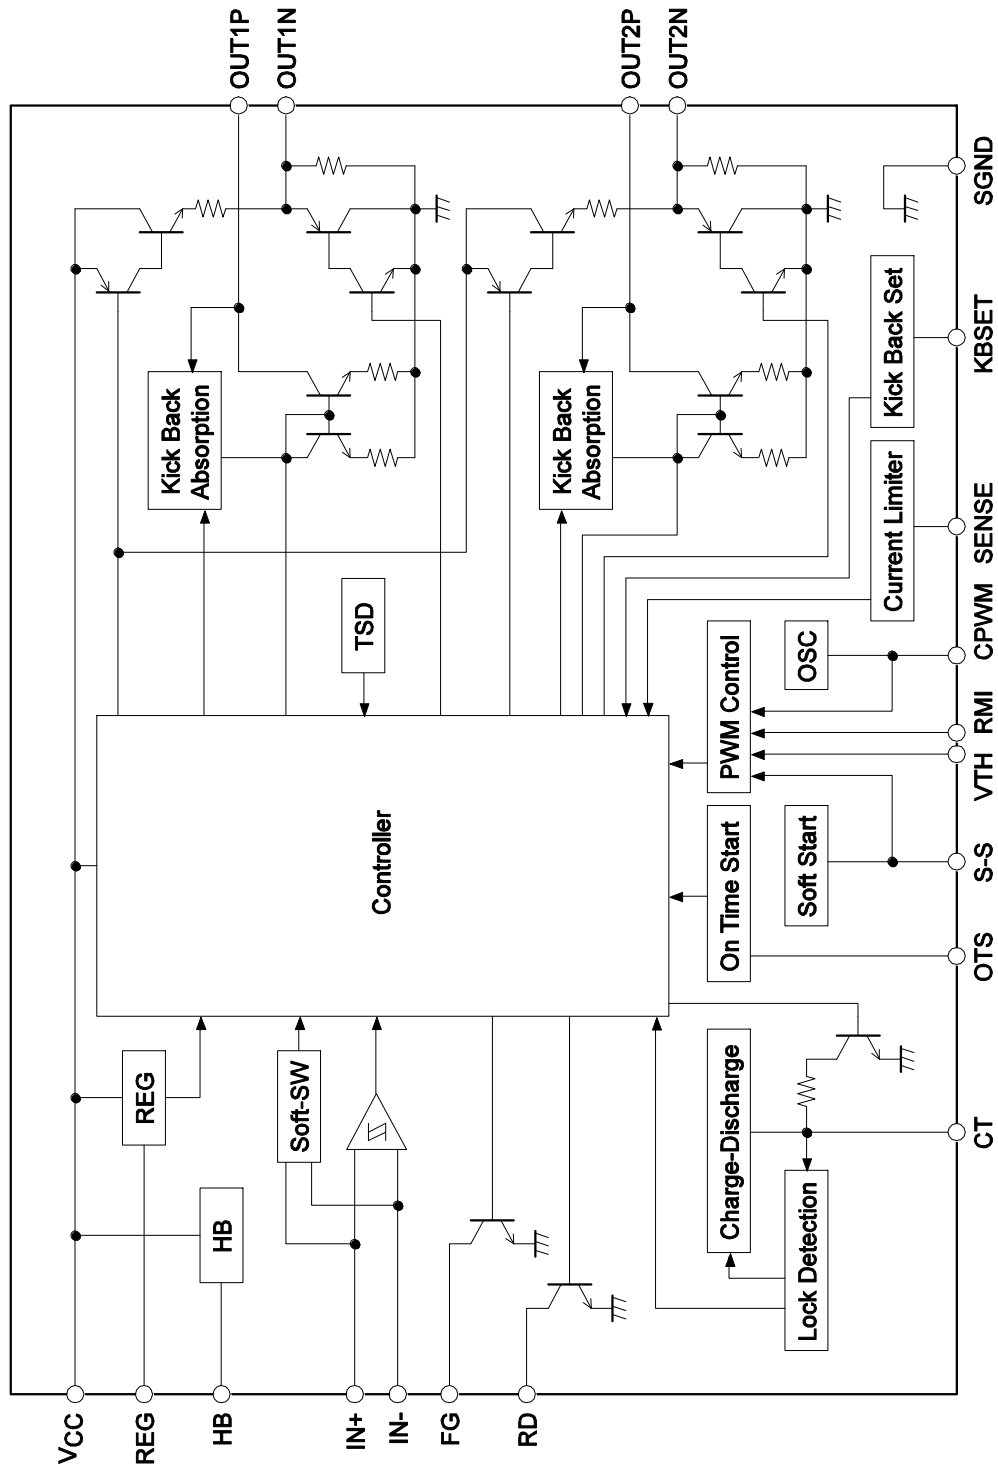 OUT1P
OUT1N
OUT2P
OUT2N
Kick Back
Absorption
Kick Back
Absorption
TSD
Controller
REG
HB
Soft-SW
PWM Control
On Time Start
OSC
Soft Start
Current Limiter
Kick Back Set
Charge-Discharge
Lock Detection
VCC
REG
HB
IN+
IN-
FG
RD
CT
OTS
S-S
VTH
RMI
CPWM
SENSE
KBSET
SGND